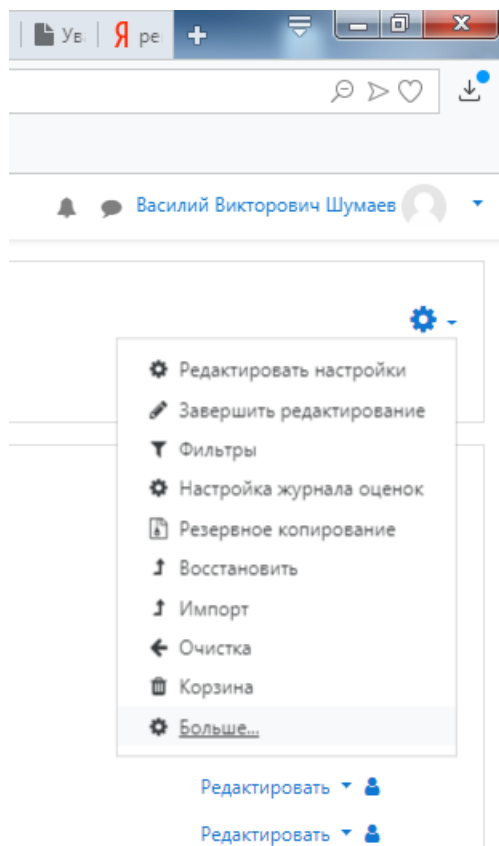 Ув Я ре
Василий Викторович Шумаев
Редактировать настройки
Завершить редактирование
Фильтры
Настройка журнала оценок
Резервное копирование
Восстановить
Импорт
Очистка
Корзина
Больше...
Редактировать
Редактировать